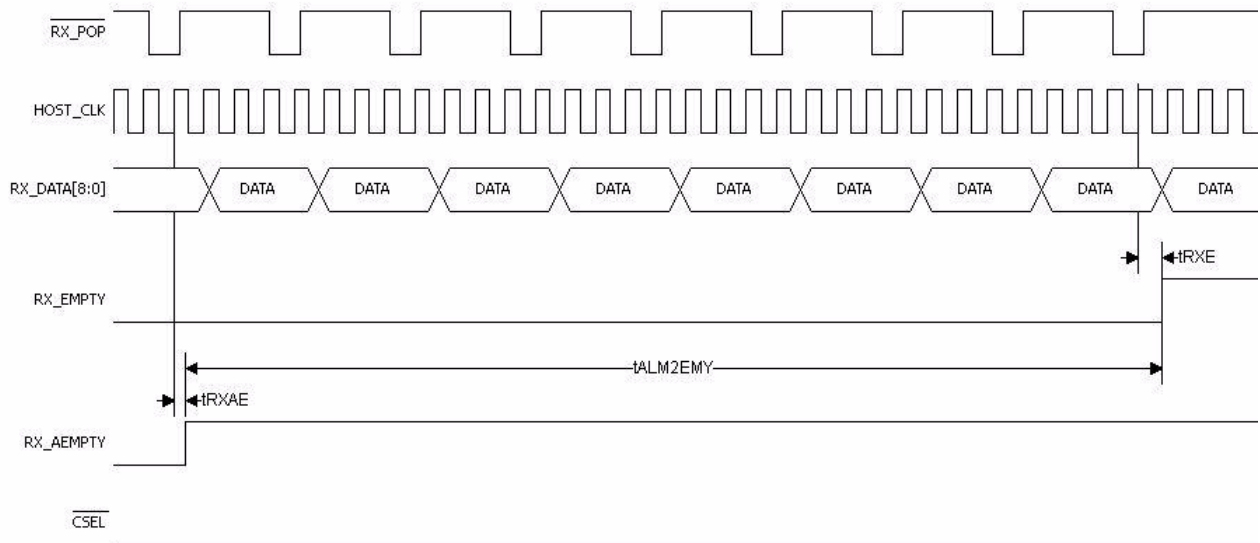 RX_POP
HOST_CLK
RX_DATA[8:0] DATA DATA DATA DATA DATA DATA DATA DATA DATA
tRXE
RX_EMPTY
tALM2EMY
tRXAE
RX_AEMPTY
CSEL